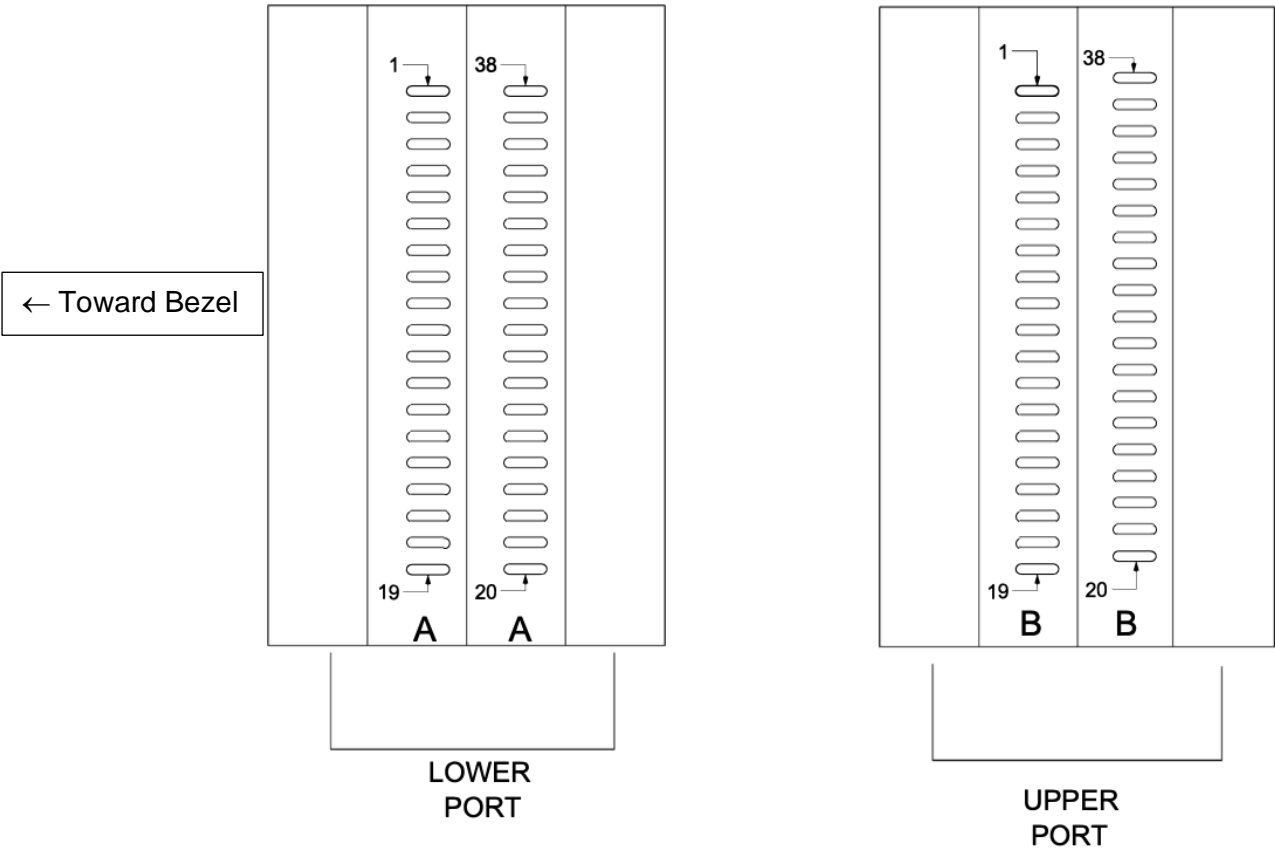 1 38
1 38
← Toward Bezel
19 20
19 20
A A
B B
LOWER
PORT
UPPER
PORT